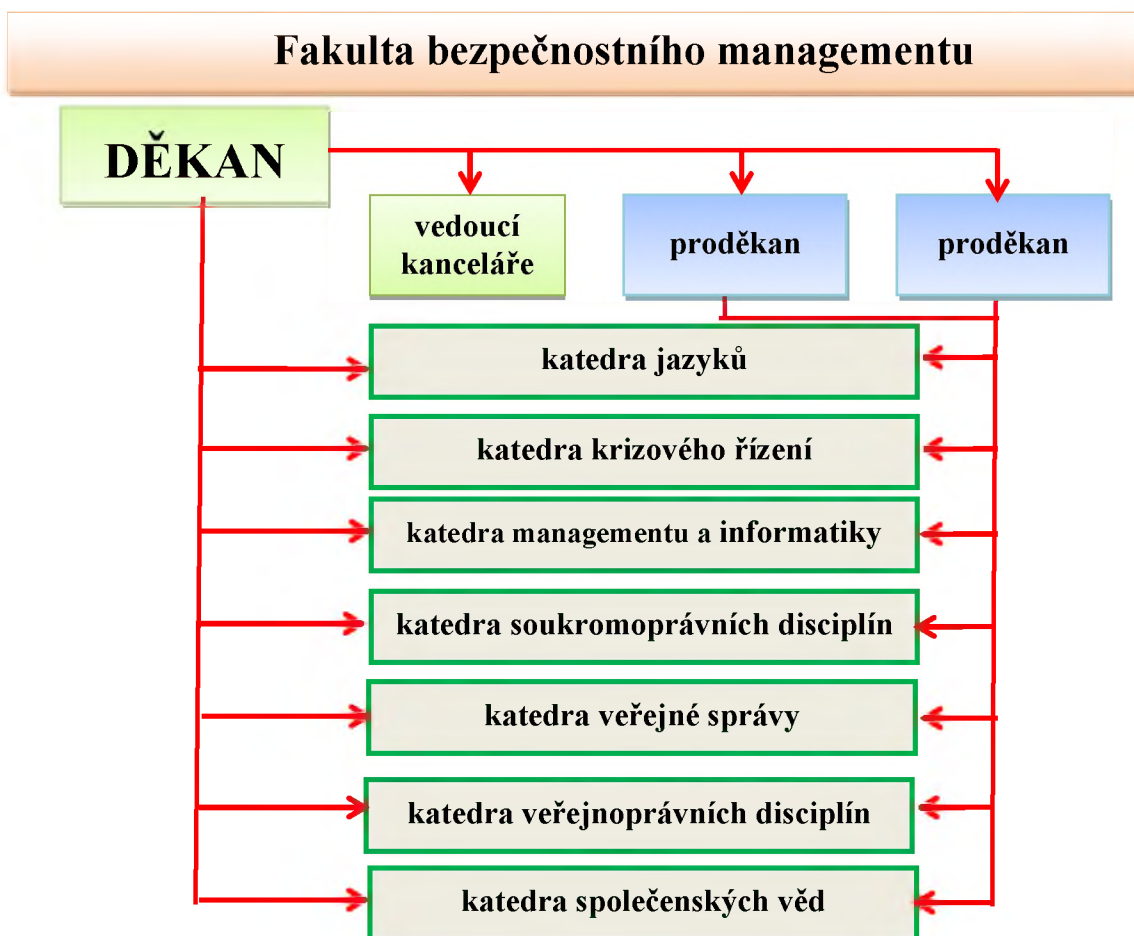 Fakulta bezpečnostního managementu
DĚKAN
vedoucí
kanceláře
proděkan
proděkan
katedra jazyků
katedra krizového řízení
katedra managementu a informatiky
katedra soukromoprávních disciplín
katedra veřejné správy
katedra veřejnoprávních disciplín
katedra společenských věd